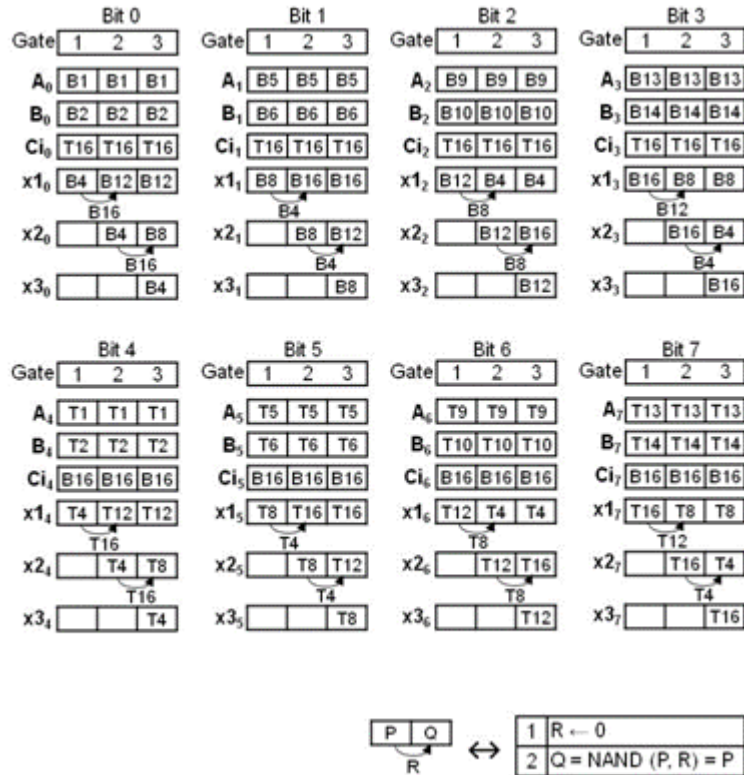 Bit 0 Bit 1 Bit 2 Bit 3
Gate 1 2 3 Gate 1 2 3 Gate 1 2 3 Gate 1 2 3
A0 B1 B1 B1 A1 B5 B5 B5 A2 B9 B9 B9 A3 B13 B13 B13
B0 B2 B2 B2 B1 B6 B6 B6 B2 B10 B10 B10 B3 B14 B14 B14
Ci0 T16 T16 T16 Ci1 T16 T16 T16 Ci2 T16 T16 T16 Ci3 T16 T16 T16
x10 B4 B12 B12 x11 B8 B16 B16 x12 B12 B4 B4 x13 B16 B8 B8
B16 B4 B8 B12
x20 B4 B8 x21 B8 B12 x22 B12 B16 x23 B16 B4
B16 B4 B8 B4
x30 B4 x31 B8 x32 B12 x33 B16
Bit 4 Bit 5 Bit 6 Bit 7
Gate 1 2 3 Gate 1 2 3 Gate 1 2 3 Gate 1 2 3
A4 T1 T1 T1 A5 T5 T5 T5 A6 T9 T9 T9 A7 T13 T13 T13
B4 T2 T2 T2 B5 T6 T6 T6 B6 T10 T10 T10 B7 T14 T14 T14
Ci4 B16 B16 B16 Ci5 B16 B16 B16 Ci6 B16 B16 B16 Ci7 B16 B16 B16
x14 T4 T12 T12 x15 T8 T16 T16 x16 T12 T4 T4 x17 T16 T8 T8
T16 T4 T8 T12
x24 T4 T8 x25 T8 T12 x26 T12 T16 x27 T16 T4
T16 T4 T8 T4
x34 T4 x35 T8 x36 T12 x37 T16
P Q ↔ 1 R ← 0
R 2 Q = NAND (P, R) = P